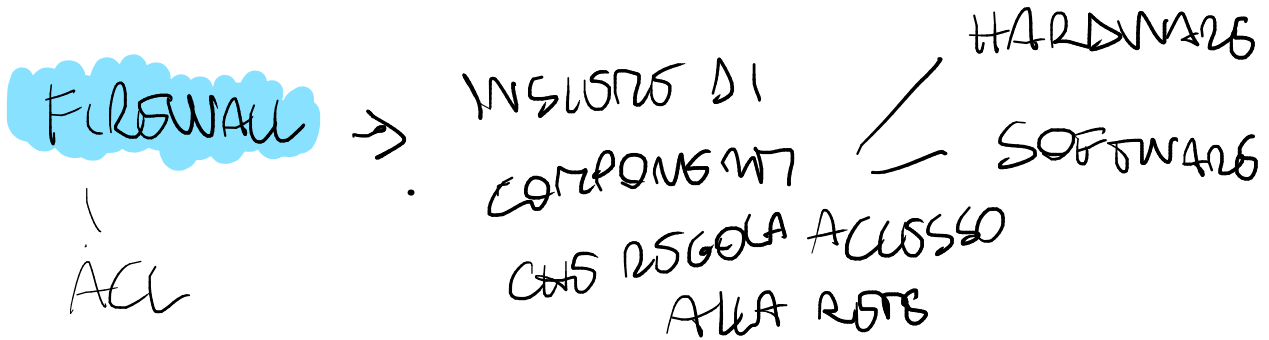 FIREWALL → INSIEME DI
COMPONENTI
CHE REGOLA ACCESSO
ALLA RETE
HARDWARE
SOFTWARE
ACL